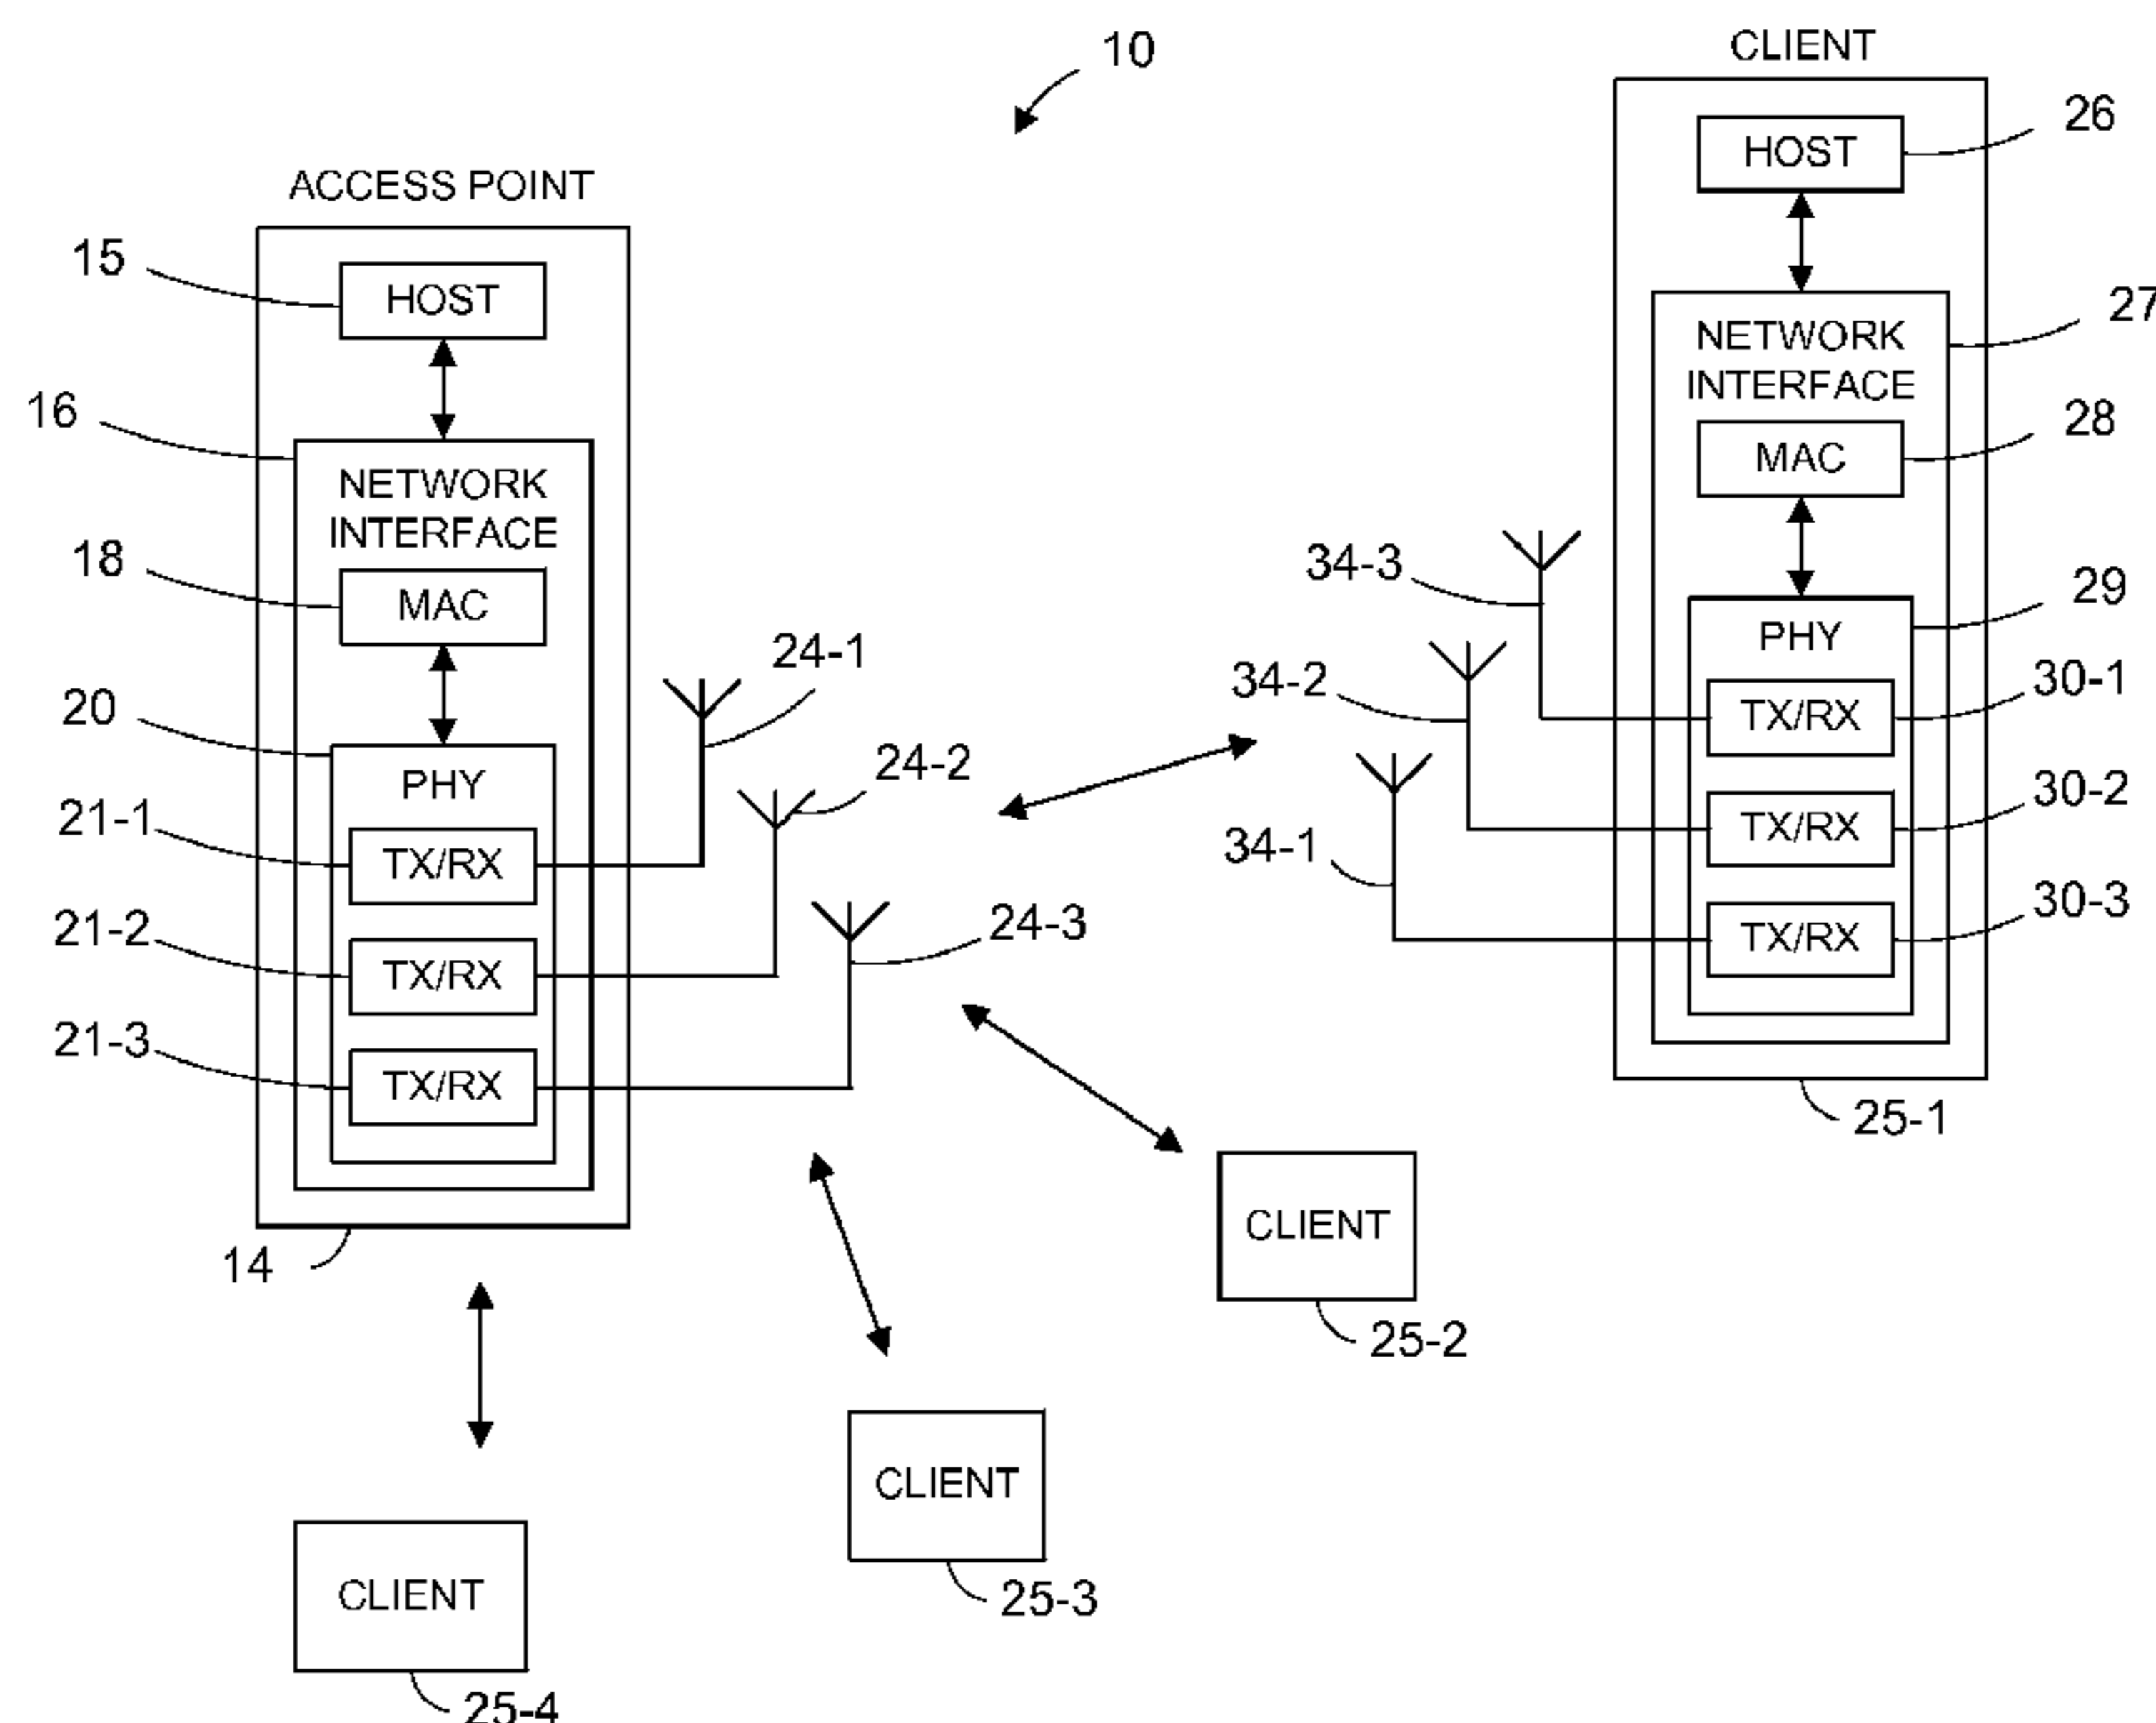 10
ACCESS POINT
15
HOST
16
NETWORK
INTERFACE
18
MAC
20
PHY
21-1
TX/RX
21-2
TX/RX
21-3
TX/RX
14
24-1
24-2
24-3
CLIENT
26
HOST
27
NETWORK
INTERFACE
28
MAC
29
PHY
34-3
30-1
TX/RX
34-2
30-2
TX/RX
34-1
30-3
TX/RX
25-1
CLIENT
25-2
CLIENT
25-3
CLIENT
25-4